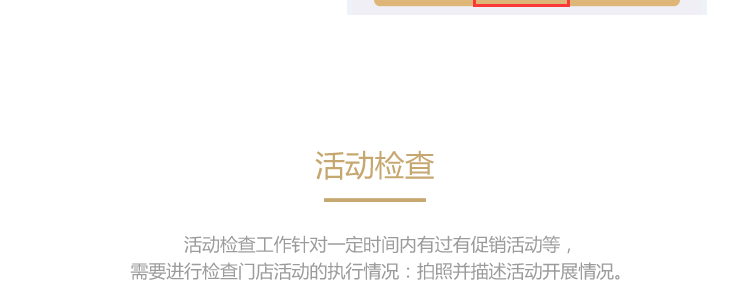 活动检查
活动检查工作针对一定时间内有过有促销活动等，
需要进行检查门店活动的执行情况：拍照并描述活动开展情况。